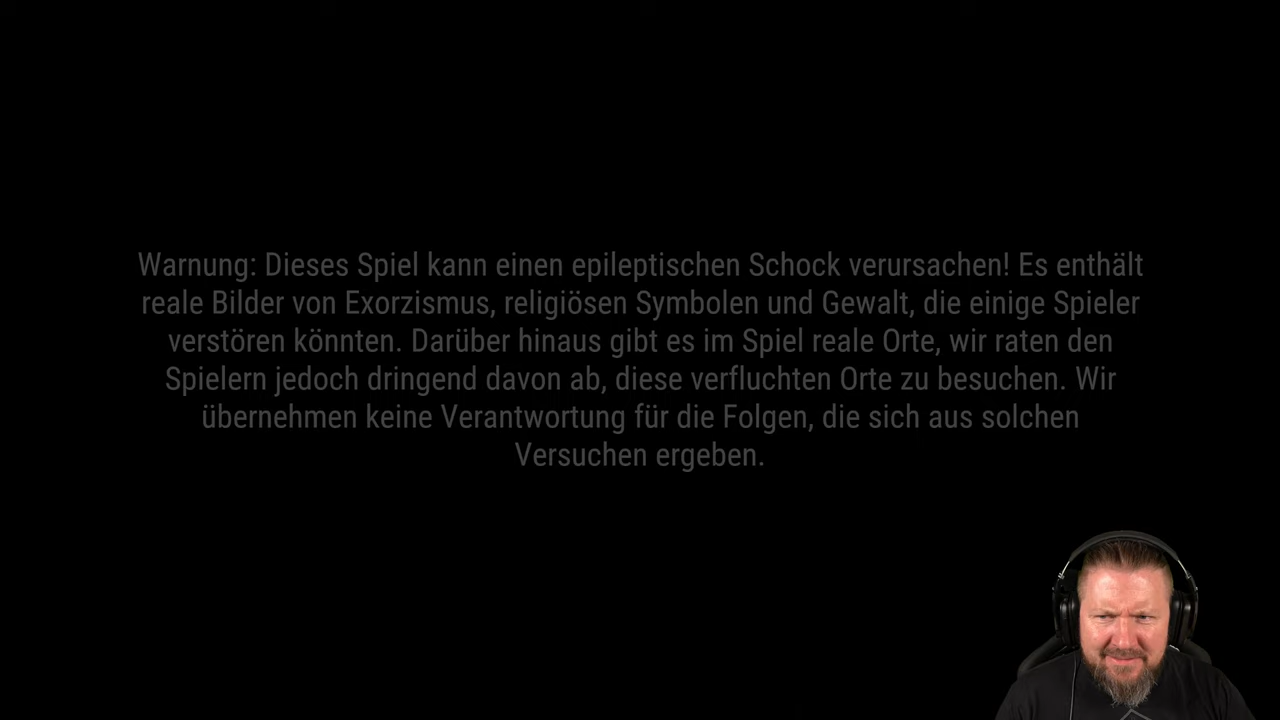 Warnung: Dieses Spiel kann einen epileptischen Schock verursachen! Es enthält
reale Bilder von Exorzismus, religiösen Symbolen und Gewalt, die einige Spieler
verstören könnten. Darüber hinaus gibt es im Spiel reale Orte, wir raten den
Spielern jedoch dringend davon ab, diese verfluchten Orte zu besuchen. Wir
übernehmen keine Verantwortung für die Folgen, die sich aus solchen
Versuchen ergeben.